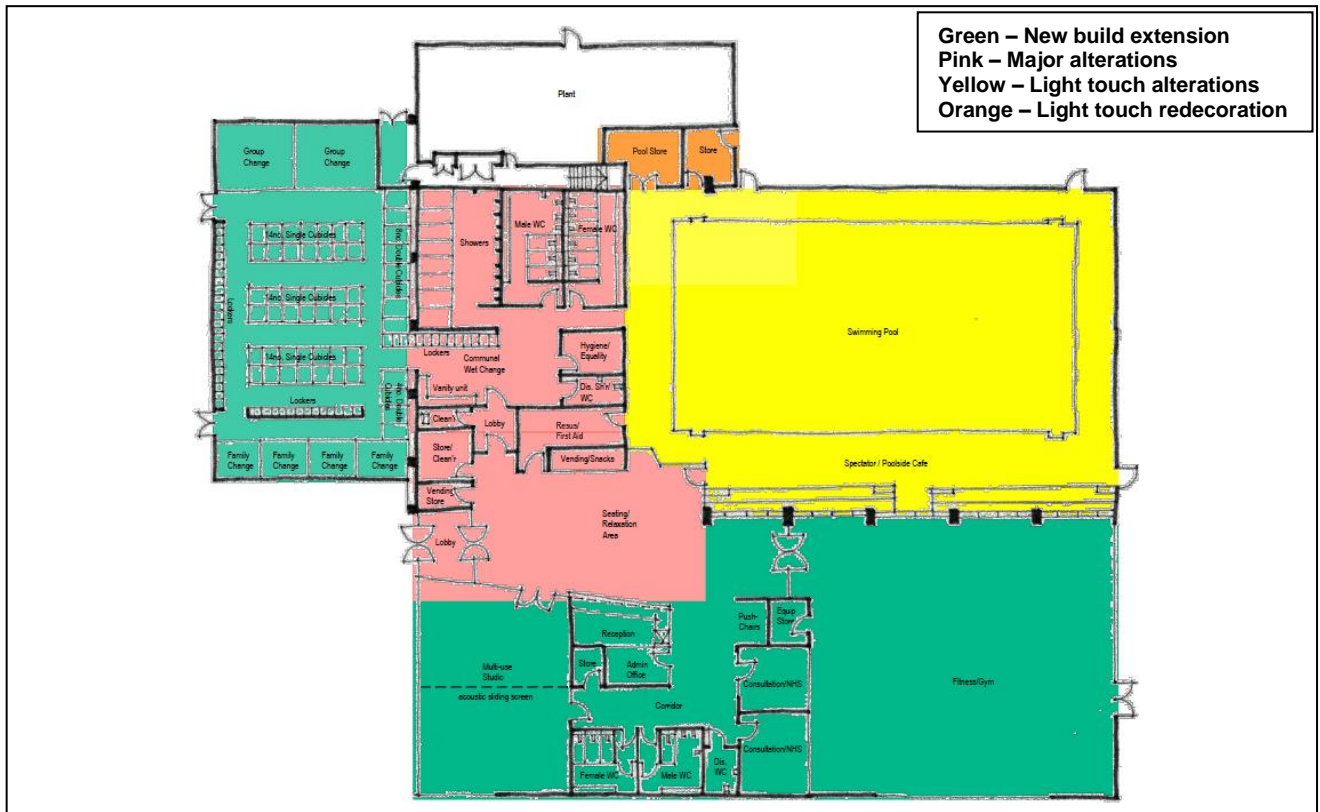 Green – New build extension
Pink – Major alterations
Yellow – Light touch alterations
Orange – Light touch redecoration
Plant
Group
Change
Group
Change
Pool Store
Store
14no. Single Cubicles
8no. Double Cubicles
Showers
Male WC
Female WC
Lockers
14no. Single Cubicles
14no. Single Cubicles
Lockers
4no. Double
Cubicles
Lockers
Communal
Wet Change
Vanity unit
Hygiene/
Equality
Dis. Sh'r/
WC
Swimming Pool
Clean'r
Lobby
Resus/
First Aid
Family
Change
Family
Change
Family
Change
Family
Change
Store/
Clean'r
Vending/Snacks
Spectator / Poolside Cafe
Vending
Store
Lobby
Seating/
Relaxation
Area
Reception
Push-
Chairs
Equip
Store
Multi-use
Studio
acoustic sliding screen
Store
Admin
Office
Consultation/NHS
Fitness/Gym
Corridor
Consultation/NHS
Female WC
Male WC
Dis.
WC